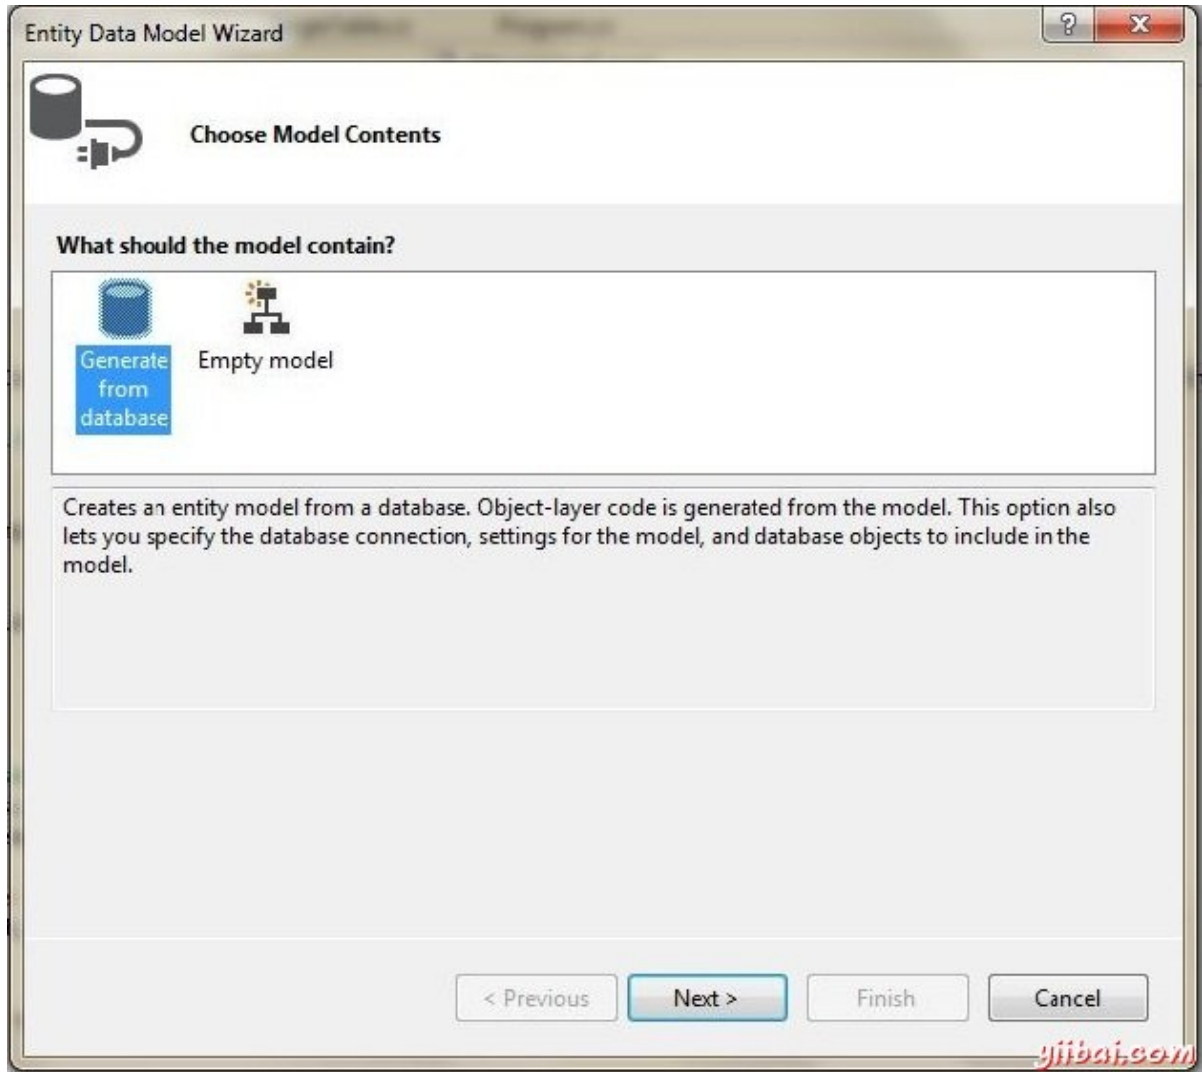 Entity Data Model Wizard
?
X
Choose Model Contents
What should the model contain?
Generate
from
database
Empty model
Creates an entity model from a database. Object-layer code is generated from the model. This option also
lets you specify the database connection, settings for the model, and database objects to include in the
model.
< Previous
Next >
Finish
Cancel
yiibai.com